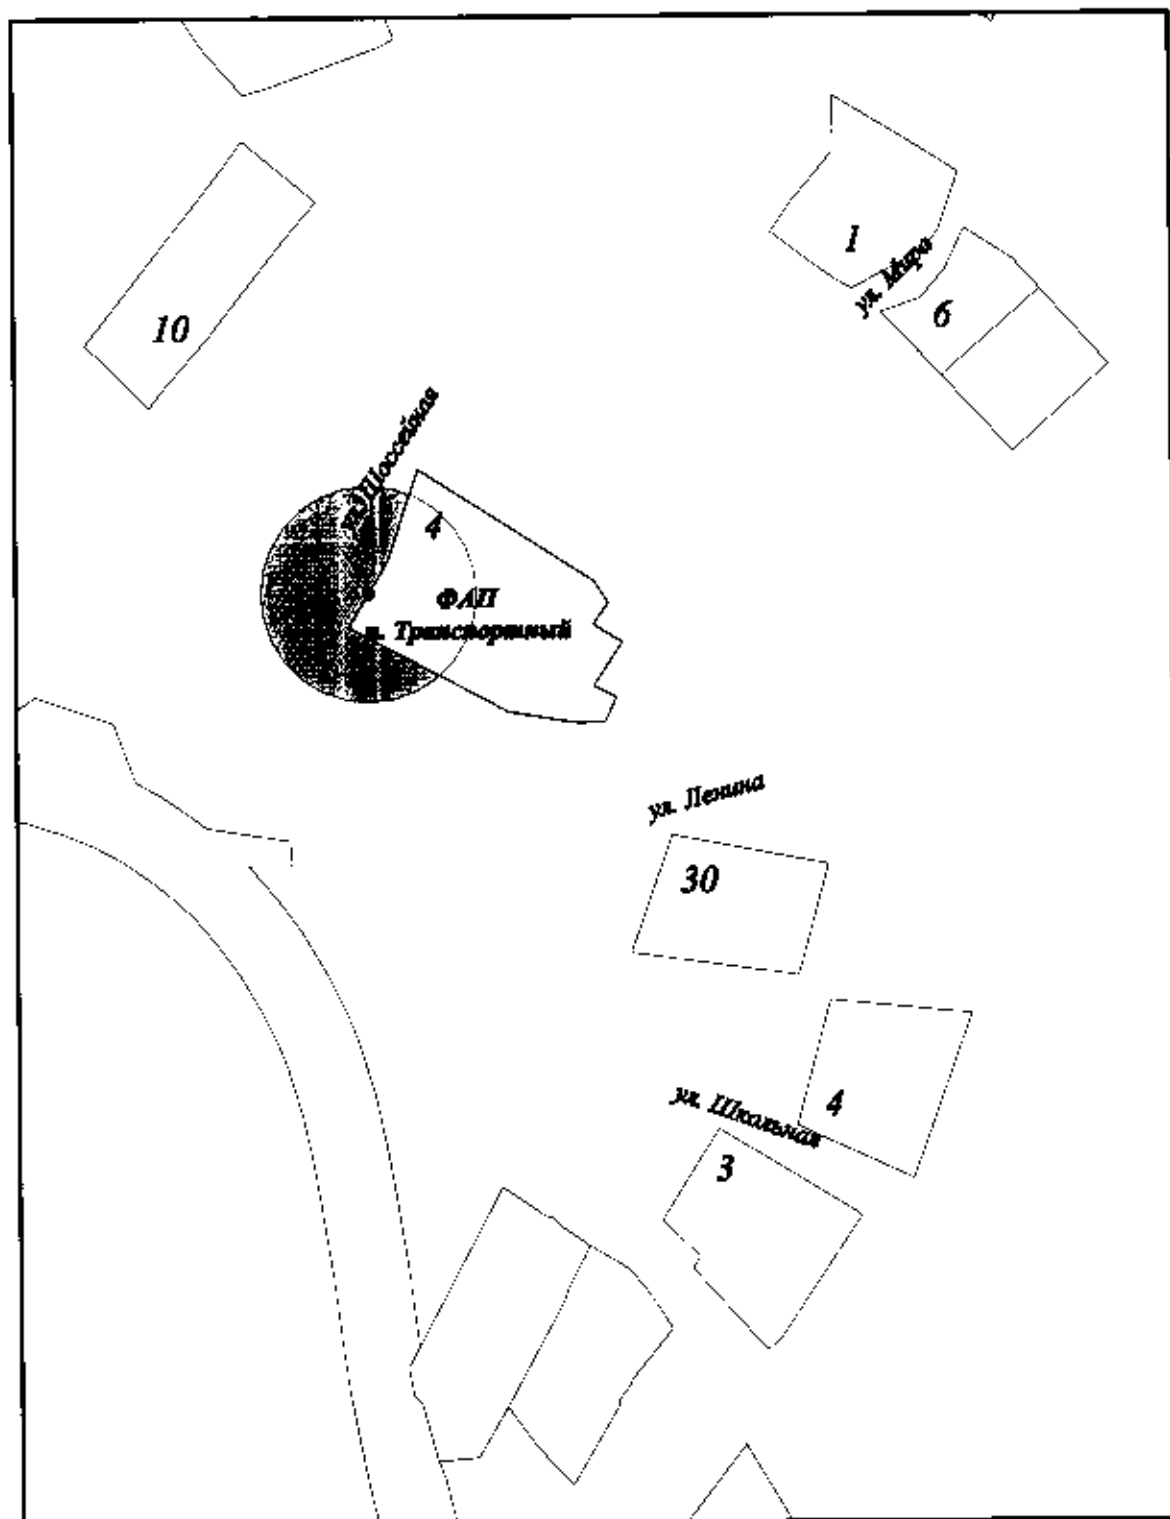 1
ул. Мира
6
10
ул. Шоссейная
4
ФАП
п. Транспортный
ул. Ленина
30
ул. Школьная
4
3